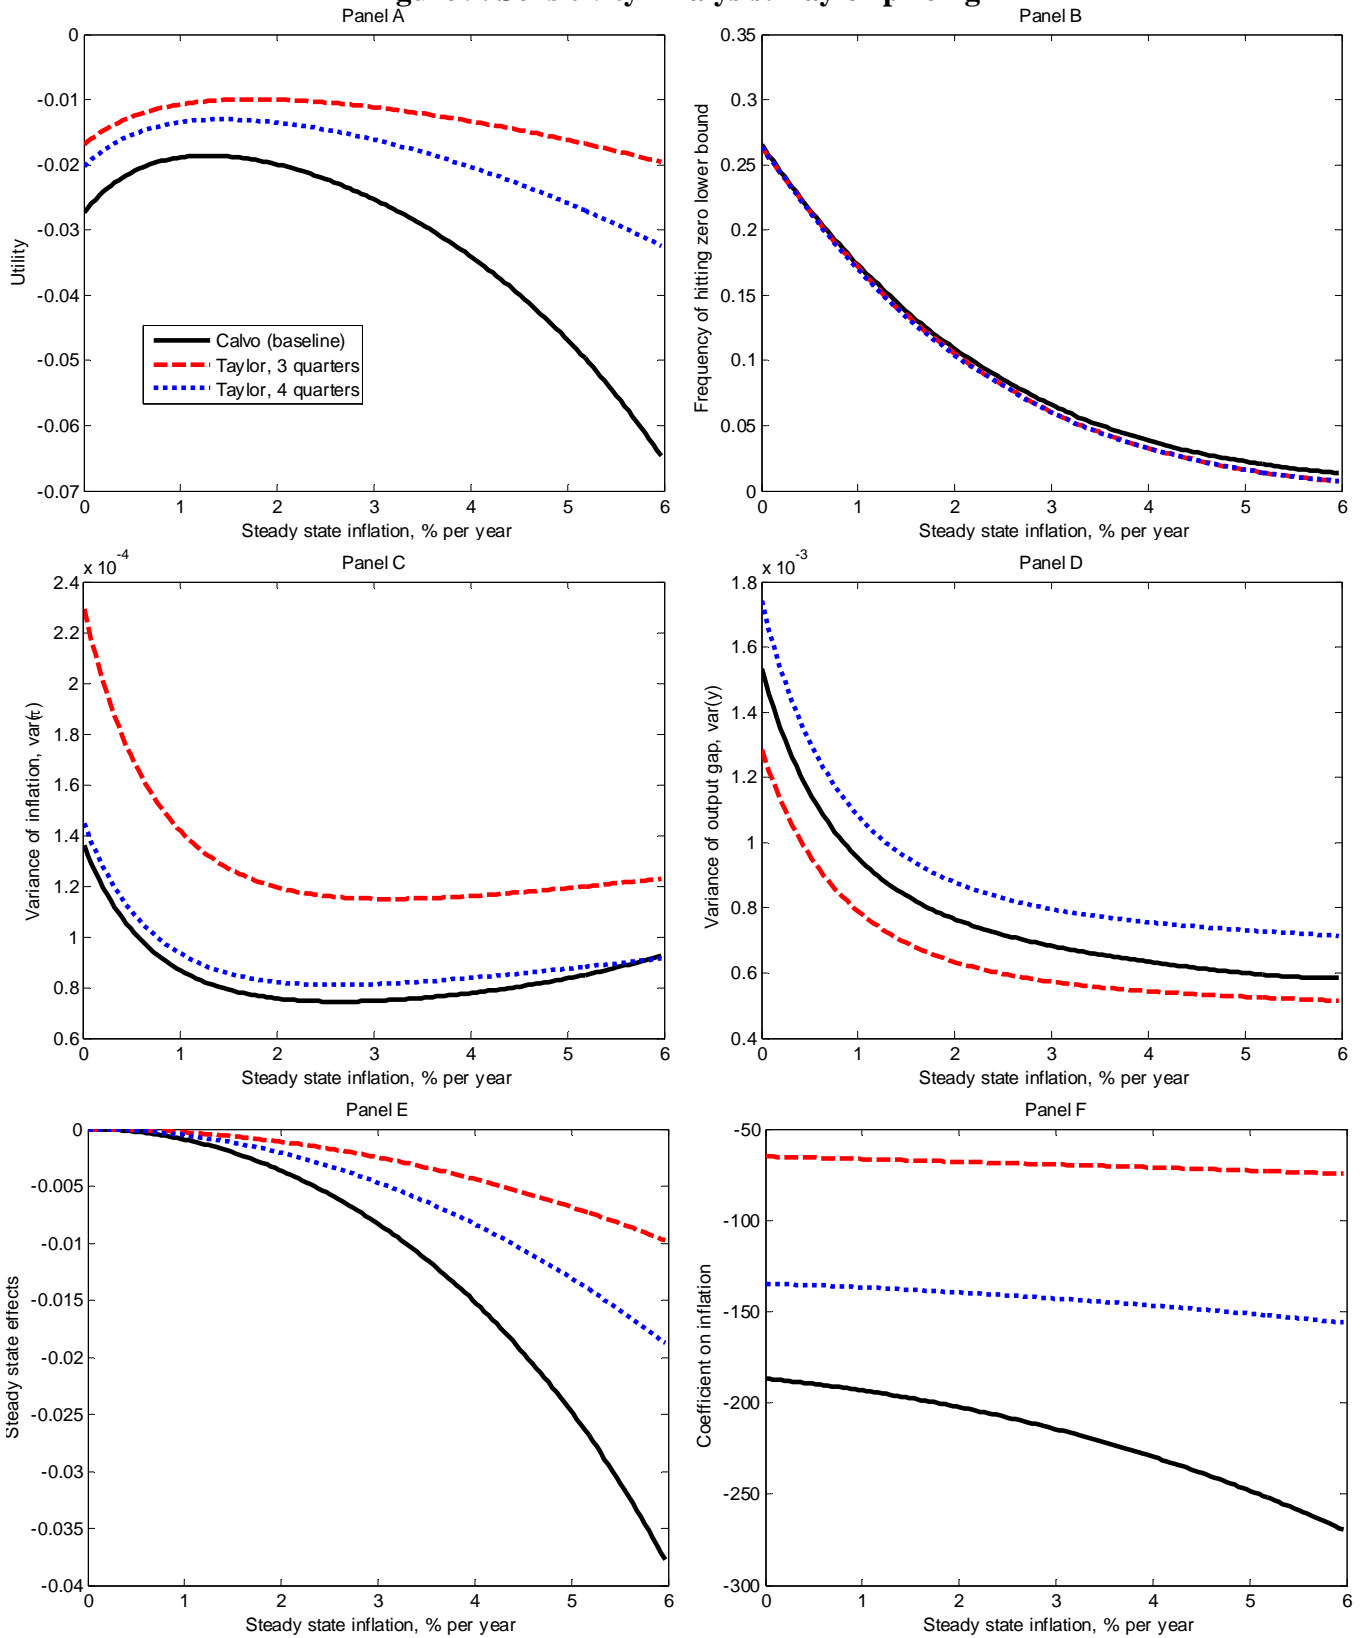 Panel A
Panel B
0
-0.01
-0.02
-0.03
-0.04
-0.05
-0.06
-0.07
Utility
Calvo (baseline)
Taylor, 3 quarters
Taylor, 4 quarters
0 1 2 3 4 5 6
Steady state inflation, % per year
0.35
0.3
0.25
0.2
0.15
0.1
0.05
0
Frequency of hitting zero lower bound
0 1 2 3 4 5 6
Steady state inflation, % per year
Panel C
x 10^-4
2.4
2.2
2
1.8
1.6
1.4
1.2
1
0.8
0.6
Variance of inflation, var(π)
0 1 2 3 4 5 6
Steady state inflation, % per year
Panel D
x 10^-3
1.8
1.6
1.4
1.2
1
0.8
0.6
0.4
Variance of output gap, var(y)
0 1 2 3 4 5 6
Steady state inflation, % per year
Panel E
0
-0.005
-0.01
-0.015
-0.02
-0.025
-0.03
-0.035
-0.04
Steady state effects
0 1 2 3 4 5 6
Steady state inflation, % per year
Panel F
-50
-100
-150
-200
-250
-300
Coefficient on inflation
0 1 2 3 4 5 6
Steady state inflation, % per year